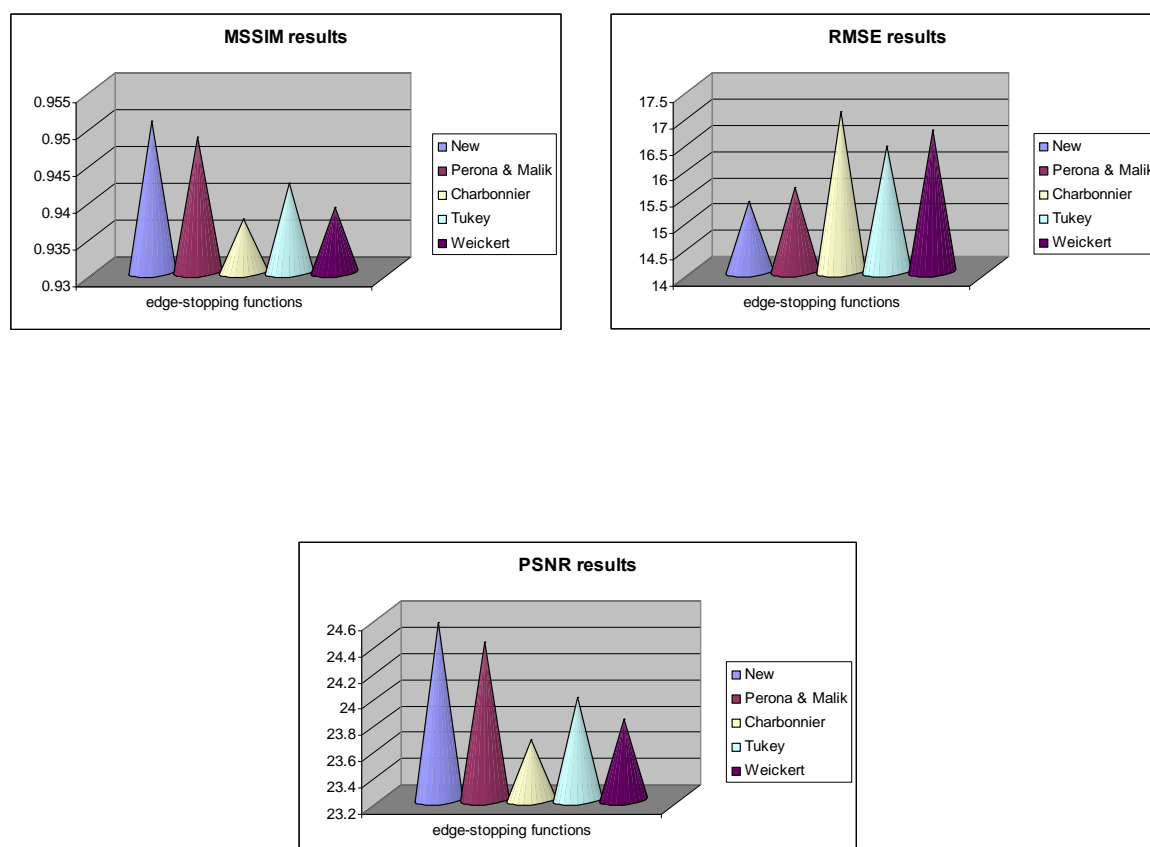 MSSIM results
0.955
0.95
0.945
0.94
0.935
0.93
edge-stopping functions
New
Perona & Malik
Charbonnier
Tukey
Weickert
RMSE results
17.5
17
16.5
16
15.5
15
14.5
14
edge-stopping functions
New
Perona & Malik
Charbonnier
Tukey
Weickert
PSNR results
24.6
24.4
24.2
24
23.8
23.6
23.4
23.2
edge-stopping functions
New
Perona & Malik
Charbonnier
Tukey
Weickert